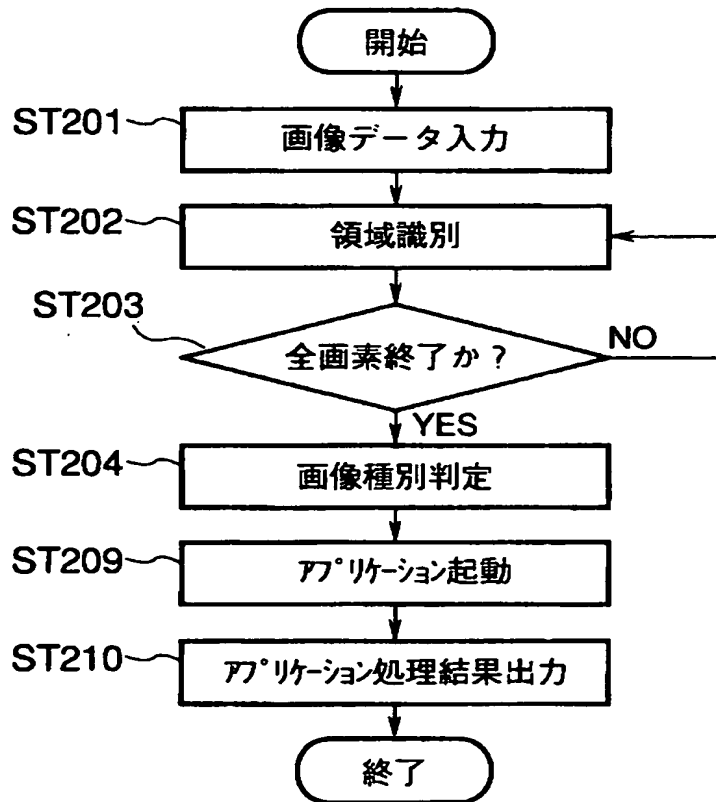 開始
ST201
画像データ入力
ST202
領域識別
ST203
全画素終了か?
NO
YES
ST204
画像種別判定
ST209
アプリケーション起動
ST210
アプリケーション処理結果出力
終了